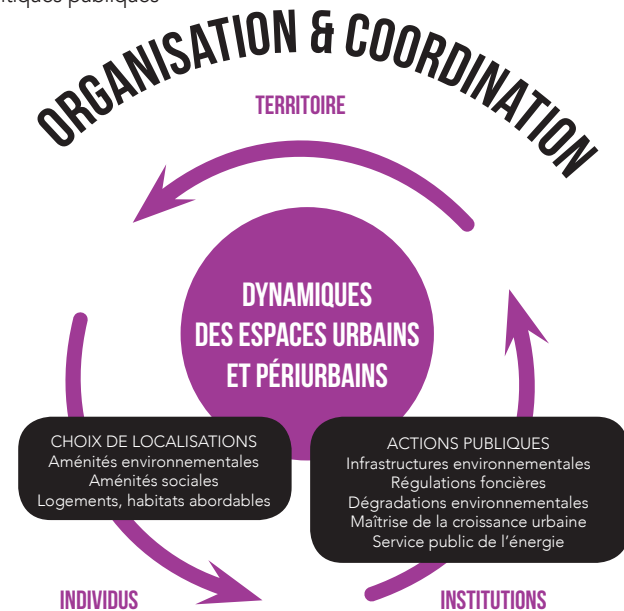 itiques publiques
ORGANISATION & COORDINATION
TERRITOIRE
DYNAMIQUES
DES ESPACES URBAINS
ET PÉRIURBAINS
CHOIX DE LOCALISATIONS
Aménités environnementales
Aménités sociales
Logements, habitats abordables
ACTIONS PUBLIQUES
Infrastructures environnementales
Régulations foncières
Dégradations environnementales
Maîtrise de la croissance urbaine
Service public de l'énergie
INDIVIDUS
INSTITUTIONS